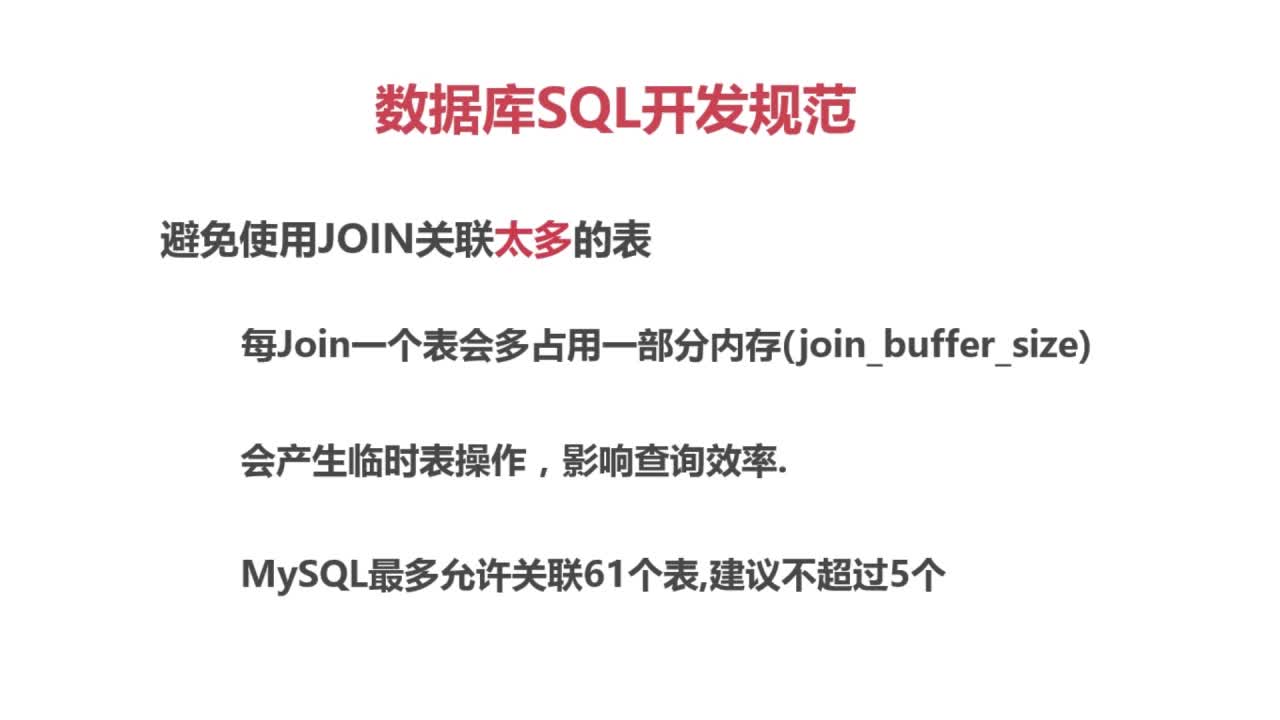 数据库SQL开发规范
避免使用JOIN关联太多的表
每Join一个表会多占用一部分内存(join_buffer_size)
会产生临时表操作，影响查询效率.
MySQL最多允许关联61个表,建议不超过5个